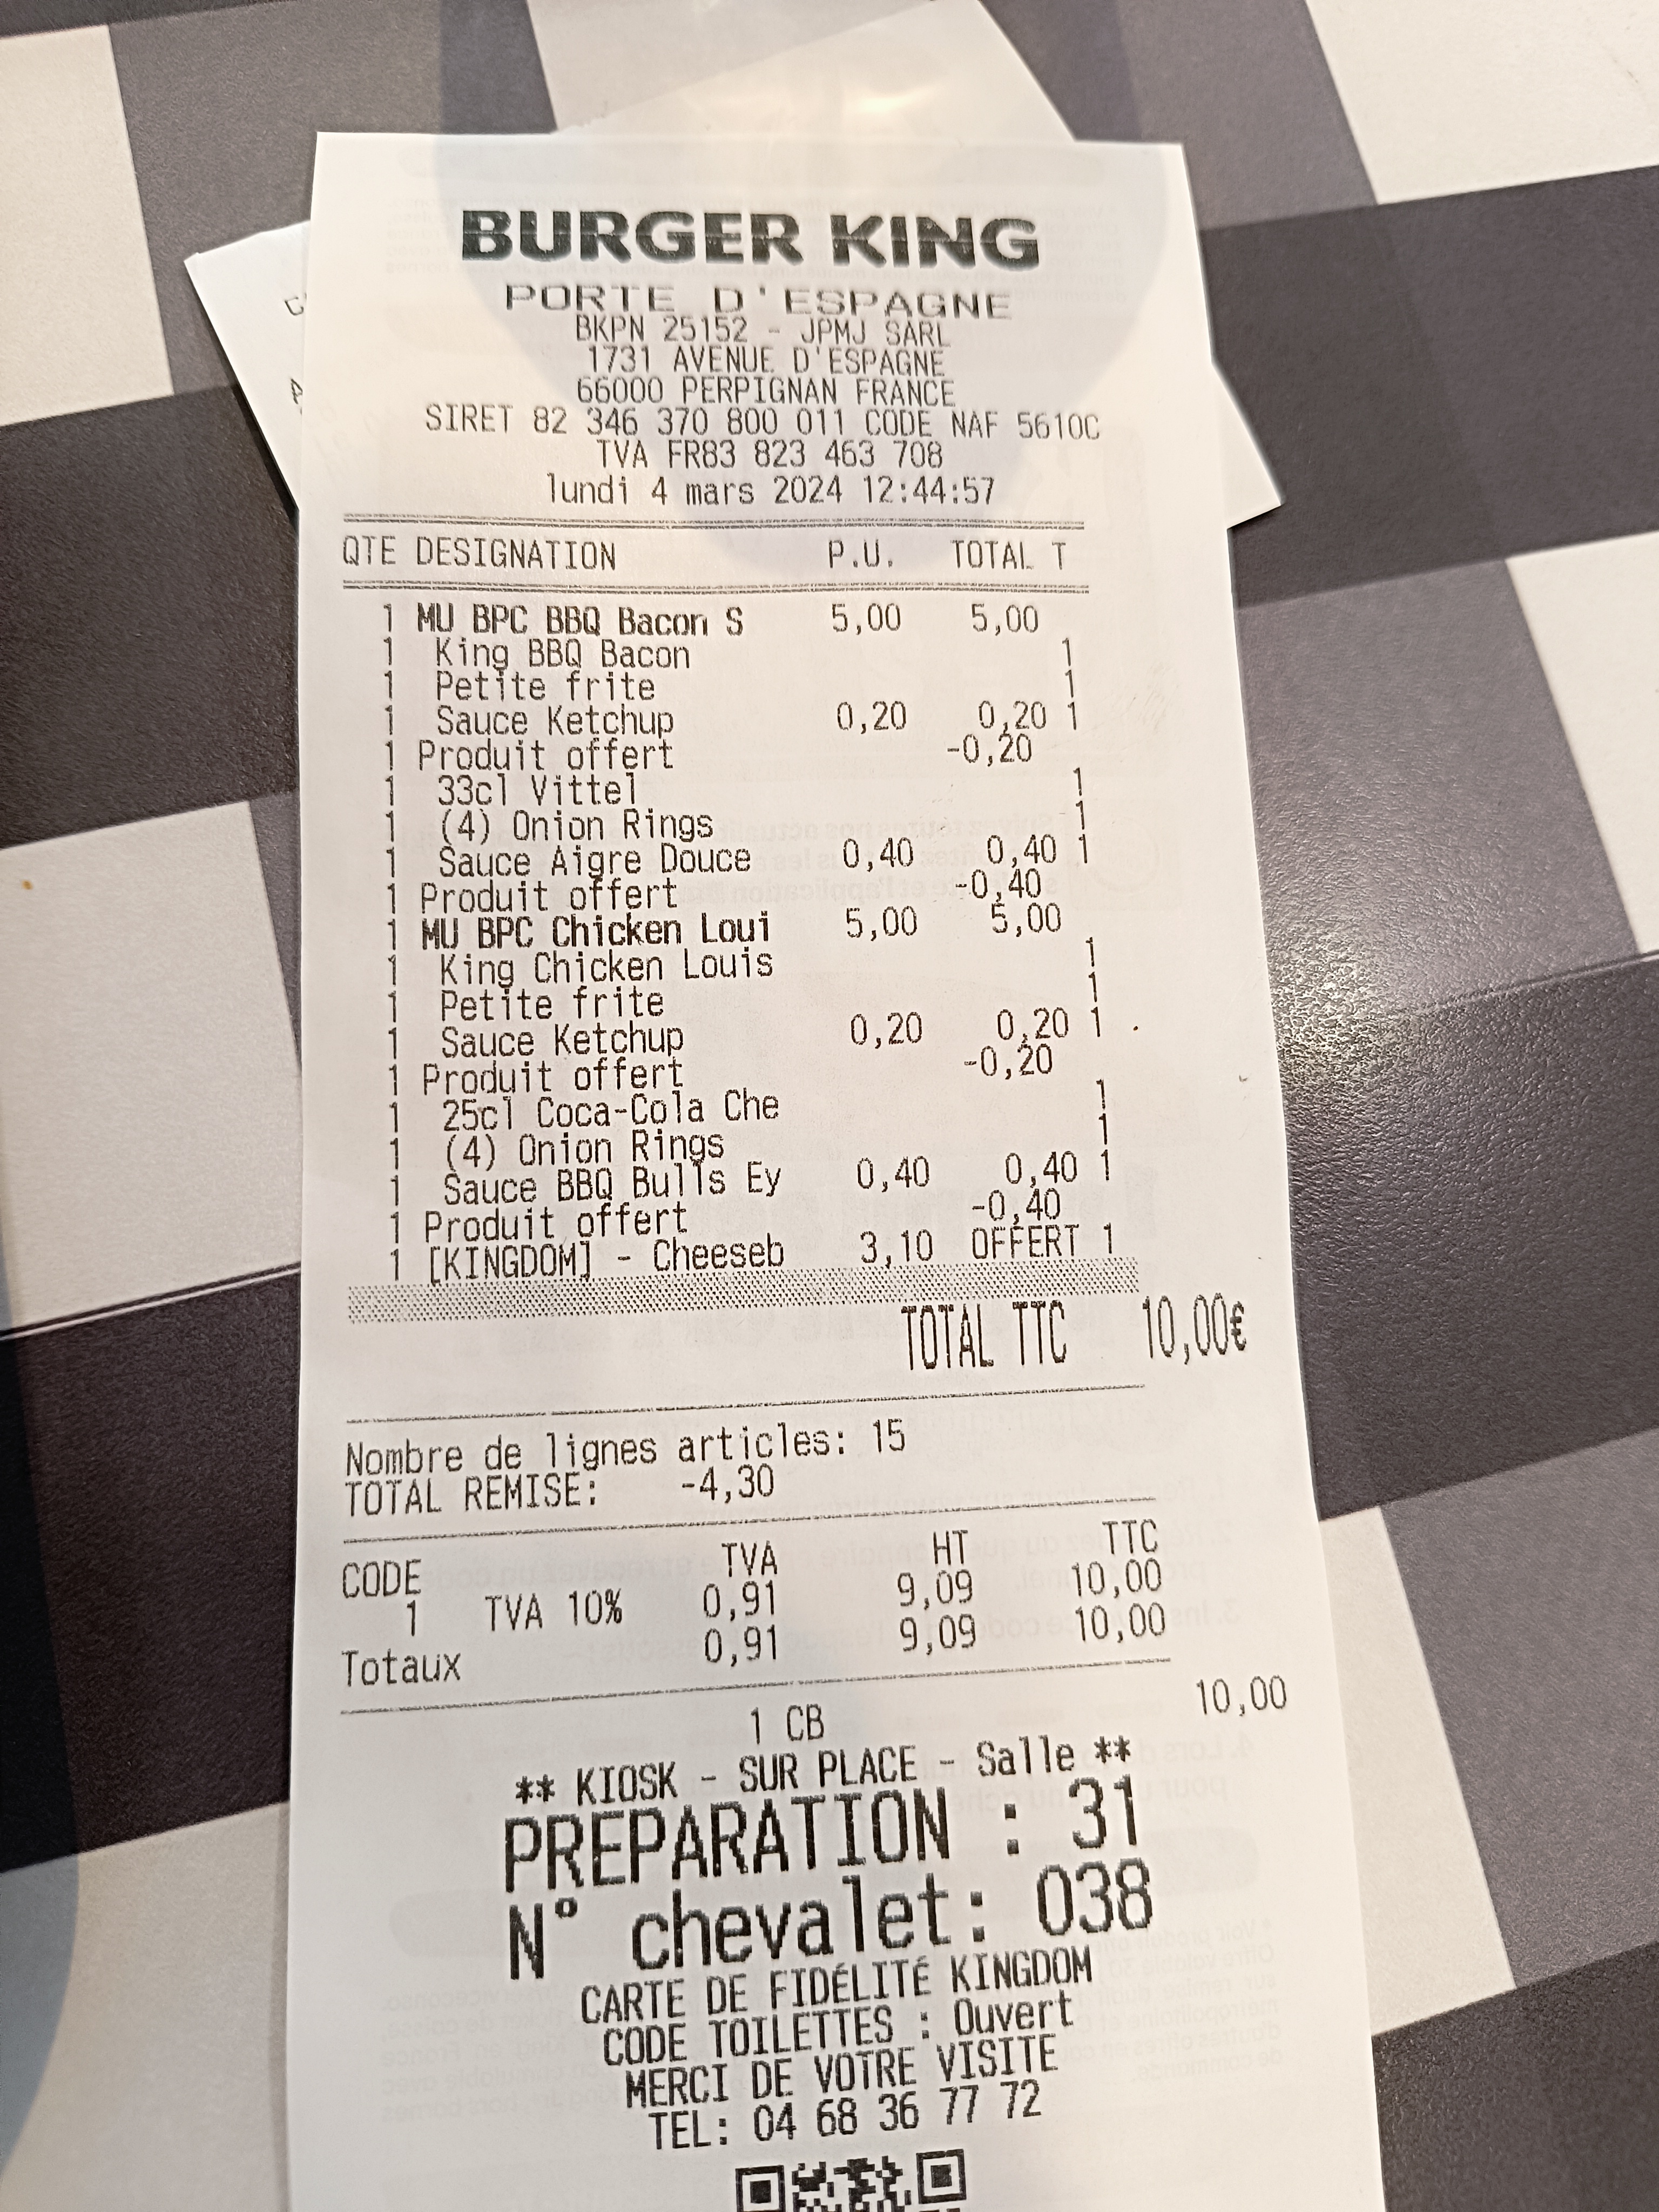 BURGER KING
PORTE D'ESPAGNE
BKPN 25152 - JPMJ SARL
1731 AVENUE D'ESPAGNE
66000 PERPIGNAN FRANCE
SIRET 82 346 370 800 011 CODE NAF 5610C
TVA FR83 823 463 708
lundi 4 mars 2024 12:44:57
QTE DESIGNATION P.U. TOTAL T
1 MU BPC BBQ Bacon S 5,00 5,00
1 King BBQ Bacon 1
1 Petite frite 1
1 Sauce Ketchup 0,20 0,20 1
1 Produit offert -0,20
1 33cl Vittel 1
1 (4) Onion Rings 1
1 Sauce Aigre Douce 0,40 0,40 1
1 Produit offert -0,40
1 MU BPC Chicken Loui 5,00 5,00
1 King Chicken Louis 1
1 Petite frite 1
1 Sauce Ketchup 0,20 0,20 1
1 Produit offert -0,20
1 25cl Coca-Cola Che 1
1 (4) Onion Rings 1
1 Sauce BBQ Bulls Ey 0,40 0,40 1
1 Produit offert -0,40
1 [KINGDOM] - Cheeseb 3,10 OFFERT 1
TOTAL TTC 10,00€
Nombre de lignes articles: 15
TOTAL REMISE: -4,30
CODE TVA HT TTC
1 TVA 10% 0,91 9,09 10,00
Totaux 0,91 9,09 10,00
1 CB 10,00
** KIOSK - SUR PLACE - Salle **
PREPARATION : 31
N° chevalet: 038
CARTE DE FIDÉLITÉ KINGDOM
CODE TOILETTES : Ouvert
MERCI DE VOTRE VISITE
TEL: 04 68 36 77 72